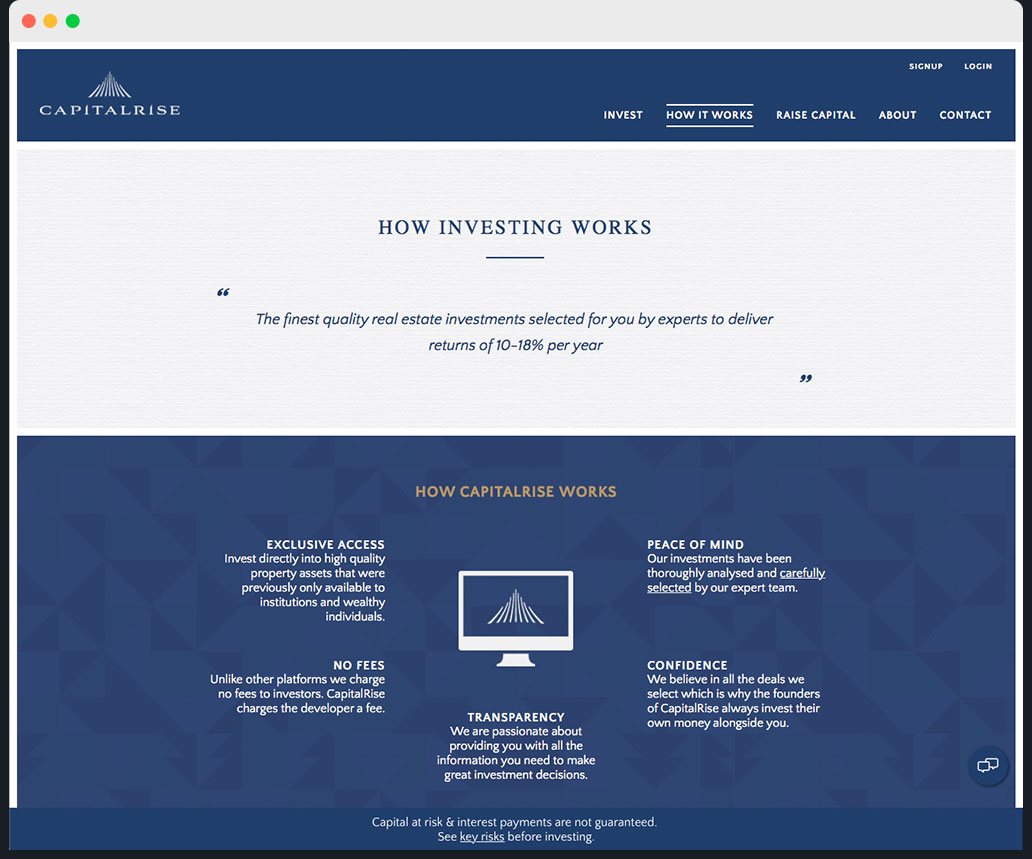 SIGNUP LOGIN
CAPITALRISE
INVEST HOW IT WORKS RAISE CAPITAL ABOUT CONTACT
HOW INVESTING WORKS
“
The finest quality real estate investments selected for you by experts to deliver
returns of 10-18% per year
”
HOW CAPITALRISE WORKS
EXCLUSIVE ACCESS
Invest directly into high quality
property assets that were
previously only available to
institutions and wealthy
individuals.
NO FEES
Unlike other platforms we charge
no fees to investors. CapitalRise
charges the developer a fee.
TRANSPARENCY
We are passionate about
providing you with all the
information you need to make
great investment decisions.
PEACE OF MIND
Our investments have been
thoroughly analysed and carefully
selected by our expert team.
CONFIDENCE
We believe in all the deals we
select which is why the founders
of CapitalRise always invest their
own money alongside you.
Capital at risk & interest payments are not guaranteed.
See key risks before investing.